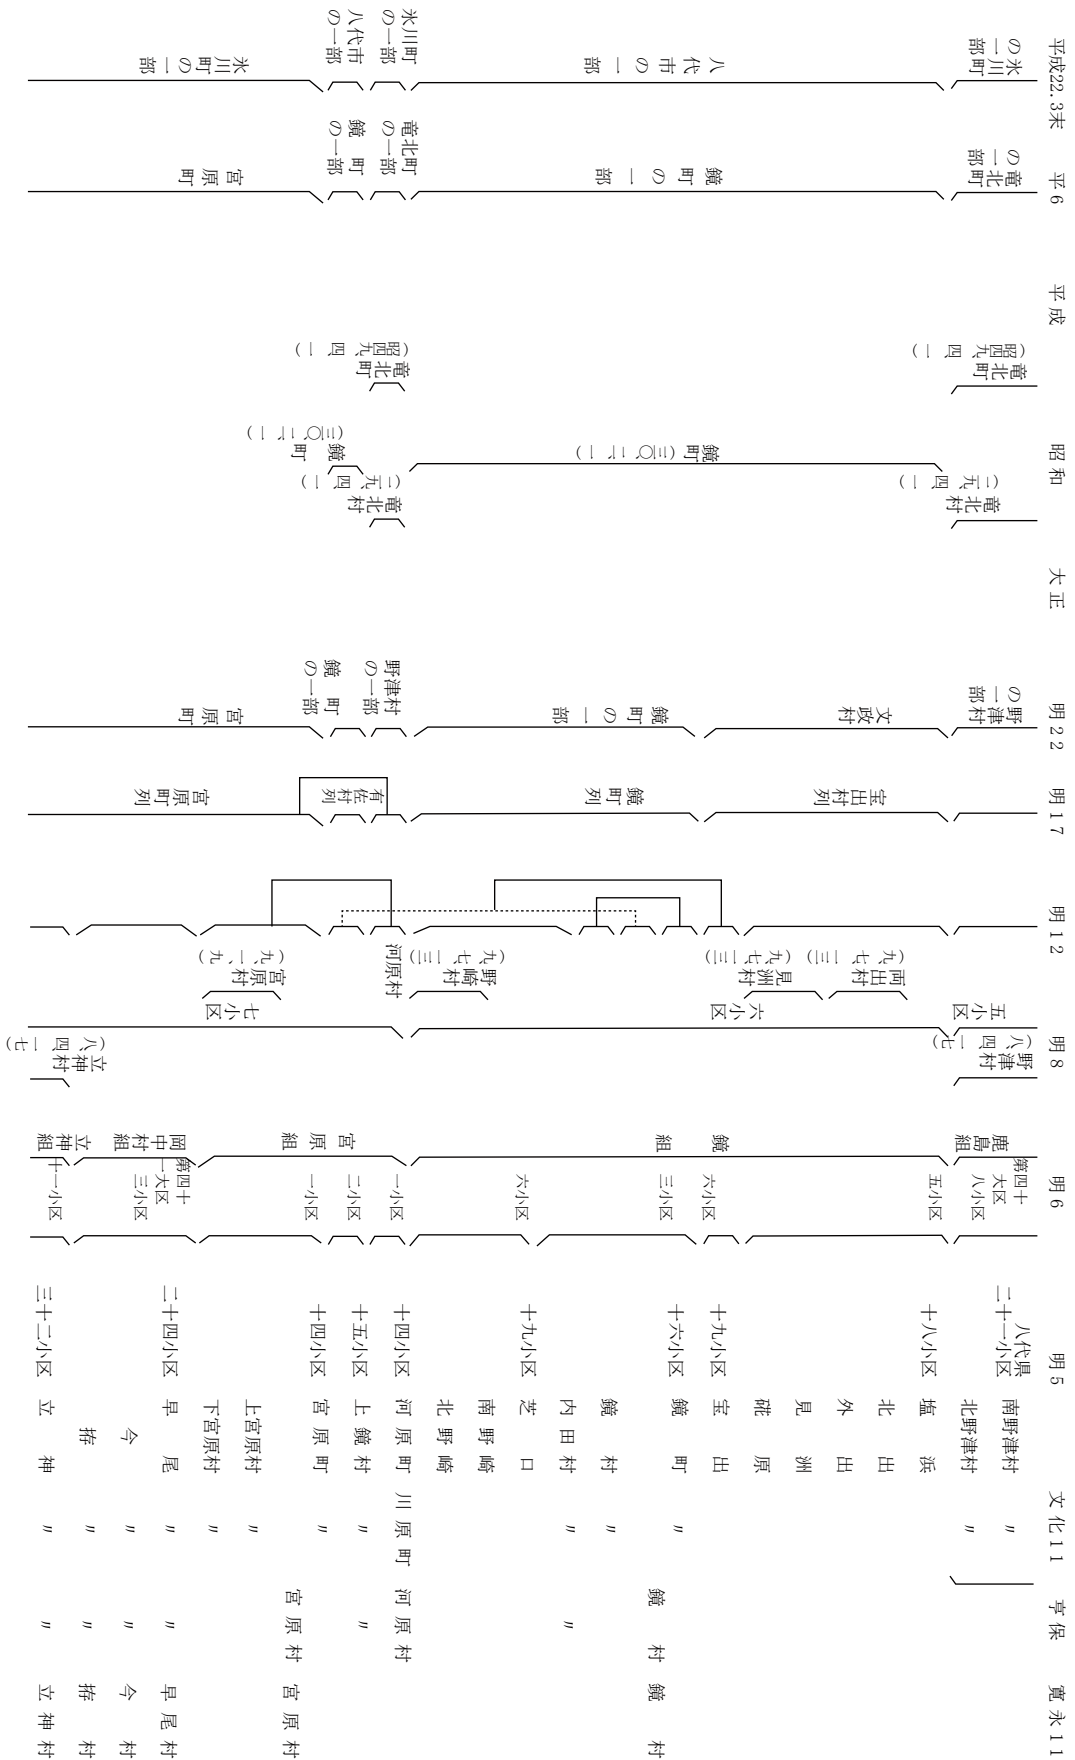 平成22.3末
氷川町
の一部
八代市の一部
氷川町
の一部
八代市
の一部
氷川町の一部
平6
竜北町
の一部
鏡町の一部
竜北町
の一部
鏡町
の一部
宮原町
平成
竜北町
(昭四九、四、一)
竜北町
(昭四九、四、一)
昭和
鏡町(三〇、二、一)
鏡町
(三〇、二、一)
竜北村
(二九、四、一)
竜北村
(二九、四、一)
大正
明22
野津村
の一部
文政村
鏡町の一部
野津村
の一部
鏡町
の一部
宮原町
明17
宝出村列
鏡町列
有佐村列
宮原町列
明12
両出村
(九、七、二三)
見洲村
(九、七、二三)
野崎村
(九、七、二三)
河原村
宮原村
(九、一、九)
明8
五小区
六小区
七小区
野津村
(八、四、一七)
立神村
(八、四、一七)
明6
鹿島組
鏡組
宮原組
岡中村組
立神組
第四十
大区
八小区
五小区
六小区
三小区
六小区
一小区
二小区
一小区
第四十
一大区
三小区
十一小区
明5
八代県
二十一小区
十八小区
十九小区
十六小区
十九小区
十四小区
十五小区
十四小区
二十四小区
三十二小区
南野津村
北野津村
塩浜
北出
外出
見洲
硴原
宝出
鏡町
鏡村
内田村
芝口
南野崎
北野崎
河原町
上鏡村
宮原町
上宮原村
下宮原村
早尾
今
拵
立神
文化11
〃
〃
〃
〃
〃
川原町
〃
〃
〃
〃
〃
〃
〃
〃
享保
鏡村
〃
河原村
〃
宮原村
〃
〃
〃
〃
寛永11
鏡村
宮原村
早尾村
今村
拵村
立神村